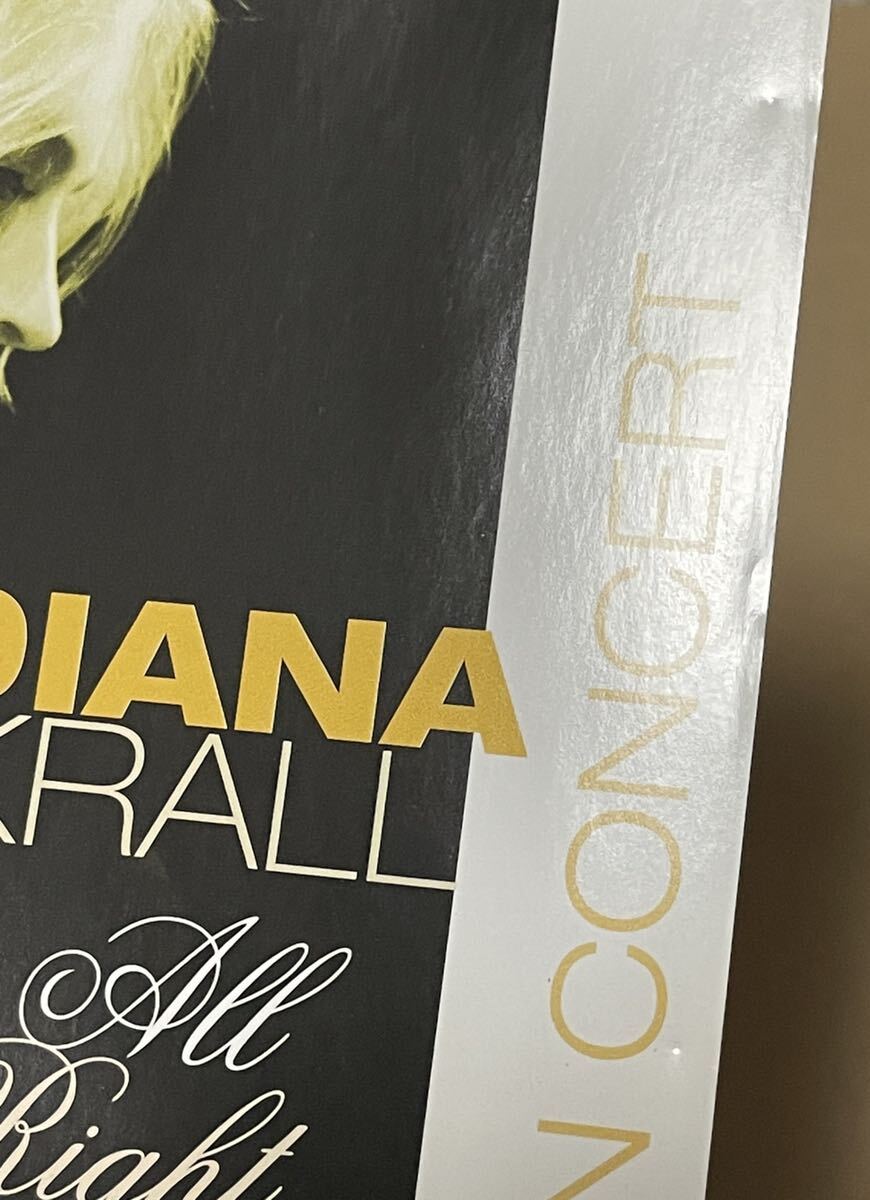 DIANA
KRALL
All
Right
N CONCERT